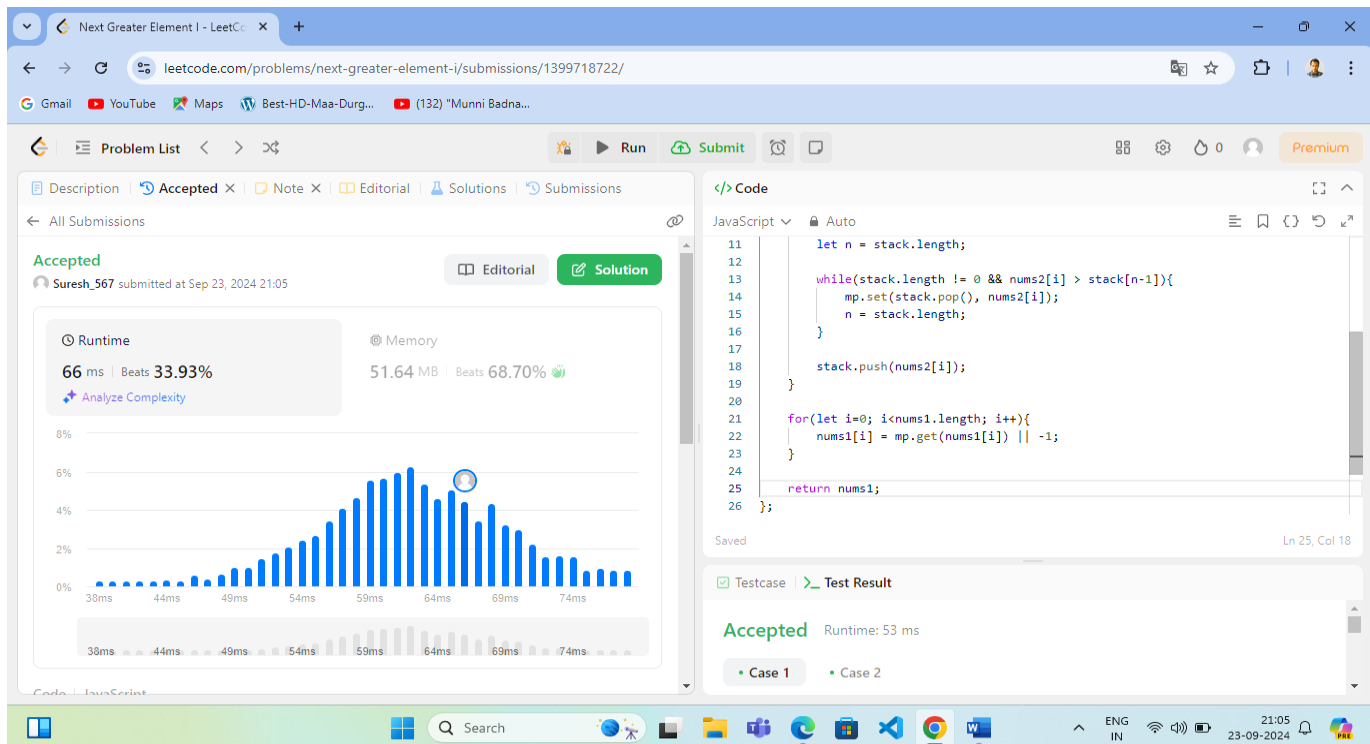 Next Greater Element I - LeetCo
leetcode.com/problems/next-greater-element-i/submissions/1399718722/
Gmail YouTube Maps Best-HD-Maa-Durg... (132) "Munni Badna...
Problem List Run Submit 0 Premium
Description Accepted Note Editorial Solutions Submissions
All Submissions
Accepted
Suresh_567 submitted at Sep 23, 2024 21:05
Editorial Solution
Runtime
66 ms Beats 33.93%
Analyze Complexity
Memory
51.64 MB Beats 68.70%
8%
6%
4%
2%
0%
38ms 44ms 49ms 54ms 59ms 64ms 69ms 74ms
38ms 44ms 49ms 54ms 59ms 64ms 69ms 74ms
Code JavaScript
</> Code
JavaScript Auto
11 let n = stack.length;
12
13 while(stack.length != 0 && nums2[i] > stack[n-1]){
14 mp.set(stack.pop(), nums2[i]);
15 n = stack.length;
16 }
17
18 stack.push(nums2[i]);
19 }
20
21 for(let i=0; i<nums1.length; i++){
22 nums1[i] = mp.get(nums1[i]) || -1;
23 }
24
25 return nums1;
26 };
Saved Ln 25, Col 18
Testcase >_ Test Result
Accepted Runtime: 53 ms
• Case 1 • Case 2
Search
ENG
IN
21:05
23-09-2024
PRE